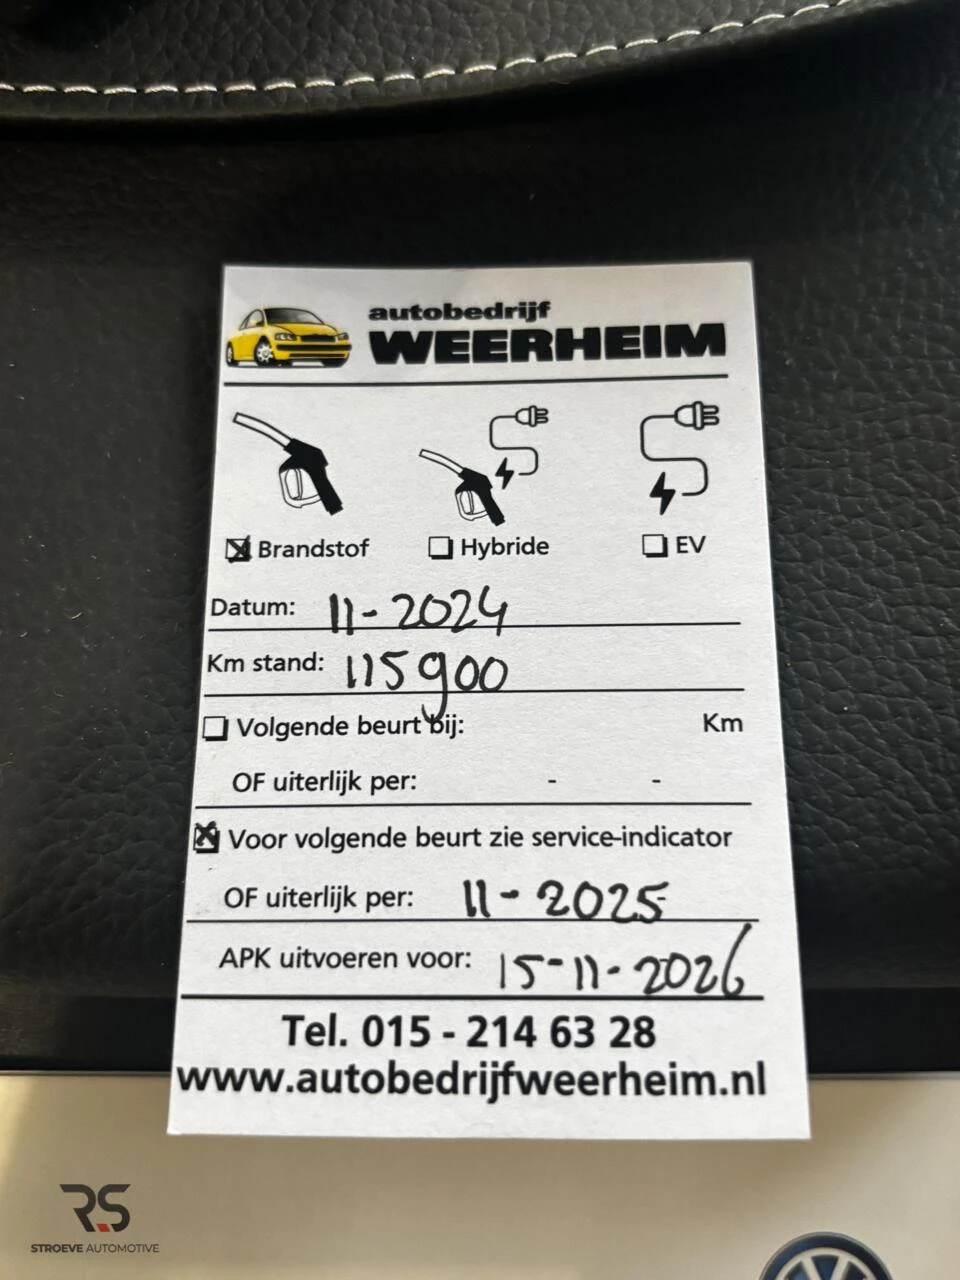 autobedrijf
WEERHEIM
Brandstof Hybride EV
Datum: 11-2024
Km stand: 115900
Volgende beurt bij: Km
OF uiterlijk per: - -
Voor volgende beurt zie service-indicator
OF uiterlijk per: 11-2025
APK uitvoeren voor: 15-11-2026
Tel. 015 - 214 63 28
www.autobedrijfweerheim.nl
RS
STROEVE AUTOMOTIVE